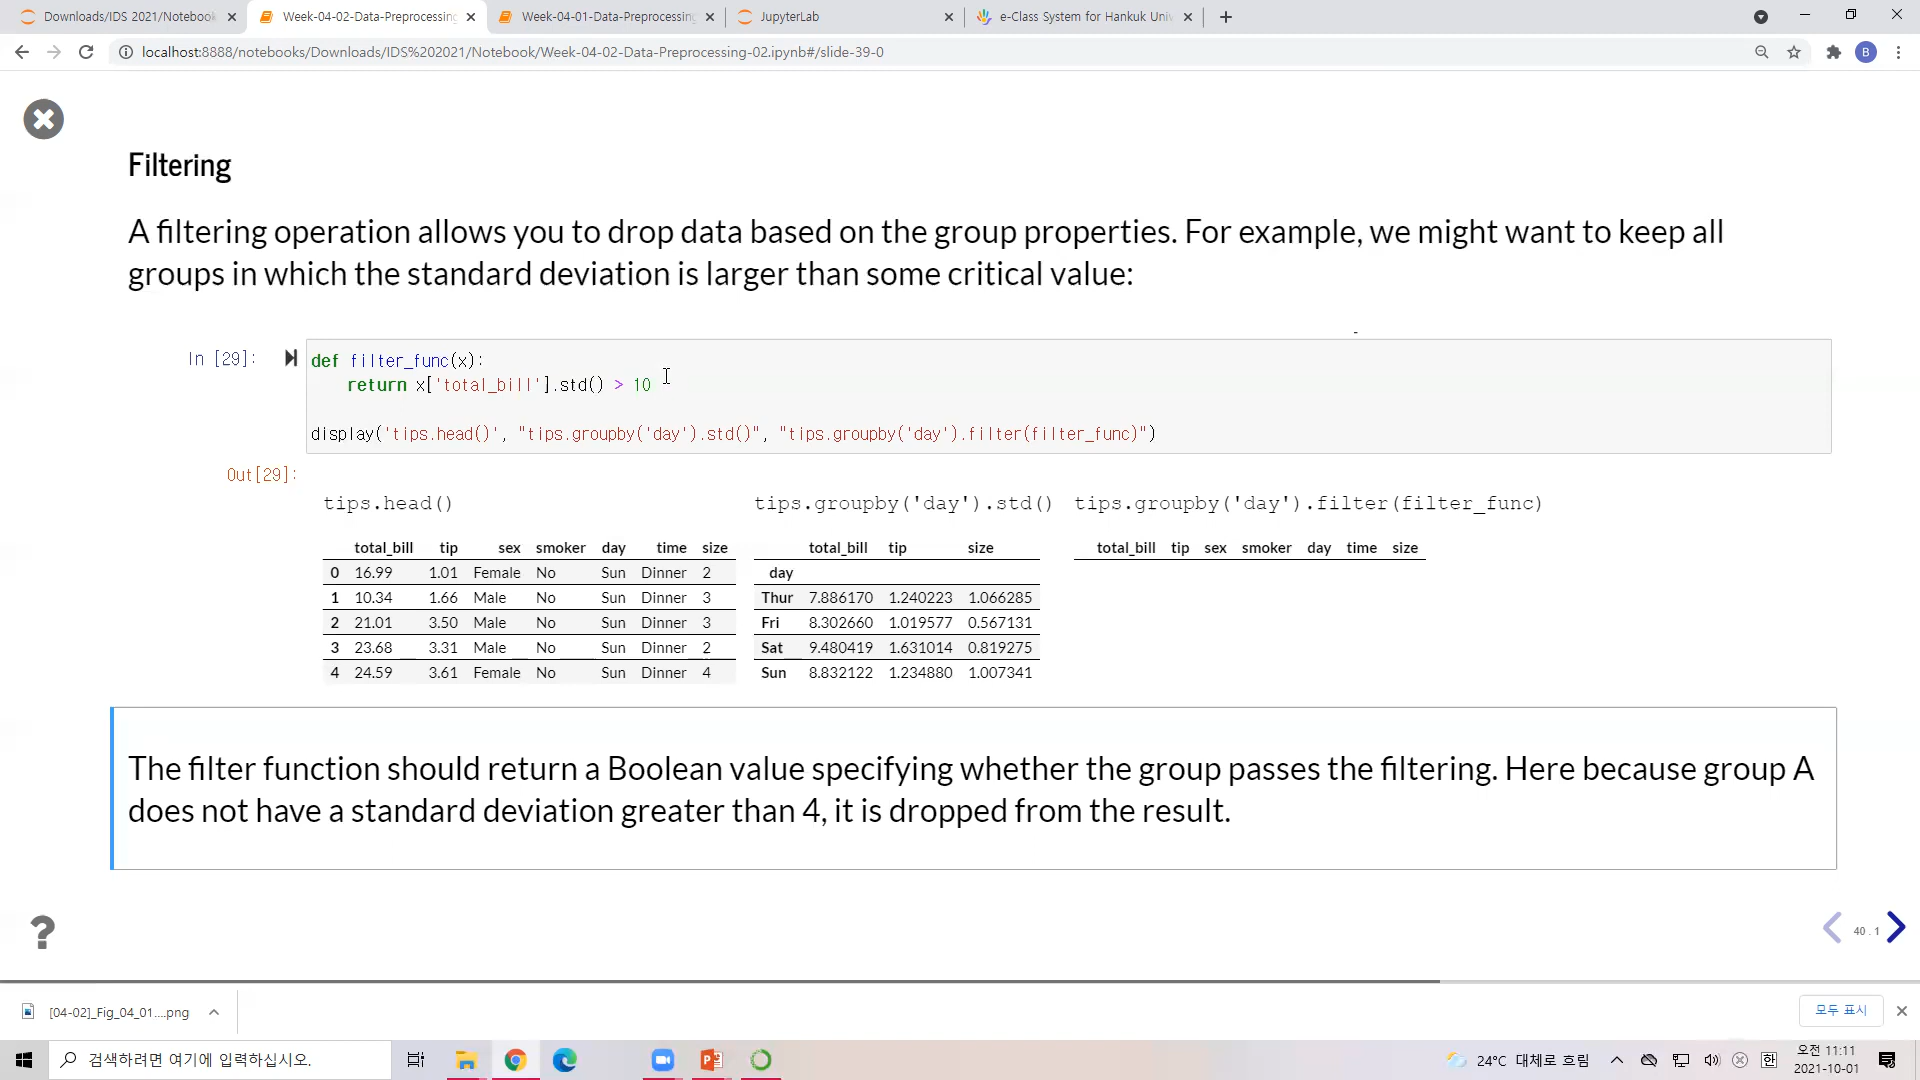 Downloads/IDS 2021/Notebook
Week-04-02-Data-Preprocessing
Week-04-01-Data-Preprocessing
JupyterLab
e-Class System for Hankuk Univ
localhost:8888/notebooks/Downloads/IDS%202021/Notebook/Week-04-02-Data-Preprocessing-02.ipynb#/slide-39-0
B
Filtering
A filtering operation allows you to drop data based on the group properties. For example, we might want to keep all
groups in which the standard deviation is larger than some critical value:
In [29]:
def filter_func(x):
return x['total_bill'].std() > 10
display('tips.head()', "tips.groupby('day').std()", "tips.groupby('day').filter(filter_func)")
Out[29]:
tips.head() tips.groupby('day').std() tips.groupby('day').filter(filter_func)
total_bill tip sex smoker day time size
0 16.99 1.01 Female No Sun Dinner 2
1 10.34 1.66 Male No Sun Dinner 3
2 21.01 3.50 Male No Sun Dinner 3
3 23.68 3.31 Male No Sun Dinner 2
4 24.59 3.61 Female No Sun Dinner 4
total_bill tip size
day
Thur 7.886170 1.240223 1.066285
Fri 8.302660 1.019577 0.567131
Sat 9.480419 1.631014 0.819275
Sun 8.832122 1.234880 1.007341
total_bill tip sex smoker day time size
The filter function should return a Boolean value specifying whether the group passes the filtering. Here because group A
does not have a standard deviation greater than 4, it is dropped from the result.
?
40 . 1
[04-02]_Fig_04_01....png
모두 표시
검색하려면 여기에 입력하십시오.
24°C 대체로 흐림
한
오전 11:11
2021-10-01